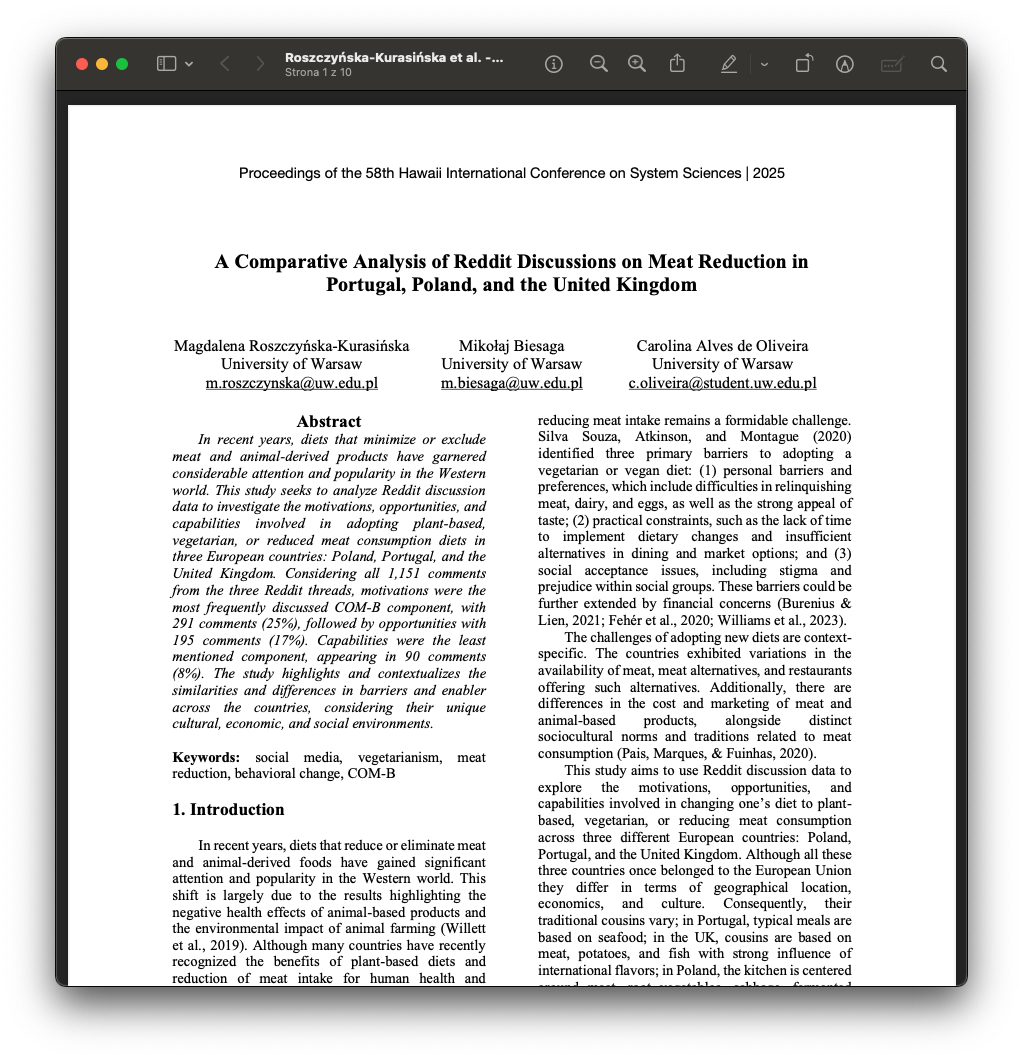 Roszczyńska-Kurasińska et al. -...
Strona 1 z 10
Proceedings of the 58th Hawaii International Conference on System Sciences | 2025
A Comparative Analysis of Reddit Discussions on Meat Reduction in
Portugal, Poland, and the United Kingdom
Magdalena Roszczyńska-Kurasińska
University of Warsaw
m.roszczynska@uw.edu.pl
Mikołaj Biesaga
University of Warsaw
m.biesaga@uw.edu.pl
Carolina Alves de Oliveira
University of Warsaw
c.oliveira@student.uw.edu.pl
Abstract
In recent years, diets that minimize or exclude
meat and animal-derived products have garnered
considerable attention and popularity in the Western
world. This study seeks to analyze Reddit discussion
data to investigate the motivations, opportunities, and
capabilities involved in adopting plant-based,
vegetarian, or reduced meat consumption diets in
three European countries: Poland, Portugal, and the
United Kingdom. Considering all 1,151 comments
from the three Reddit threads, motivations were the
most frequently discussed COM-B component, with
291 comments (25%), followed by opportunities with
195 comments (17%). Capabilities were the least
mentioned component, appearing in 90 comments
(8%). The study highlights and contextualizes the
similarities and differences in barriers and enabler
across the countries, considering their unique
cultural, economic, and social environments.
Keywords: social media, vegetarianism, meat
reduction, behavioral change, COM-B
1. Introduction
In recent years, diets that reduce or eliminate meat
and animal-derived foods have gained significant
attention and popularity in the Western world. This
shift is largely due to the results highlighting the
negative health effects of animal-based products and
the environmental impact of animal farming (Willett
et al., 2019). Although many countries have recently
recognized the benefits of plant-based diets and
reduction of meat intake for human health and
reducing meat intake remains a formidable challenge.
Silva Souza, Atkinson, and Montague (2020)
identified three primary barriers to adopting a
vegetarian or vegan diet: (1) personal barriers and
preferences, which include difficulties in relinquishing
meat, dairy, and eggs, as well as the strong appeal of
taste; (2) practical constraints, such as the lack of time
to implement dietary changes and insufficient
alternatives in dining and market options; and (3)
social acceptance issues, including stigma and
prejudice within social groups. These barriers could be
further extended by financial concerns (Burenius &
Lien, 2021; Fehér et al., 2020; Williams et al., 2023).
The challenges of adopting new diets are context-
specific. The countries exhibited variations in the
availability of meat, meat alternatives, and restaurants
offering such alternatives. Additionally, there are
differences in the cost and marketing of meat and
animal-based products, alongside distinct
sociocultural norms and traditions related to meat
consumption (Pais, Marques, & Fuinhas, 2020).
This study aims to use Reddit discussion data to
explore the motivations, opportunities, and
capabilities involved in changing one's diet to plant-
based, vegetarian, or reducing meat consumption
across three different European countries: Poland,
Portugal, and the United Kingdom. Although all these
three countries once belonged to the European Union
they differ in terms of geographical location,
economics, and culture. Consequently, their
traditional cousins vary; in Portugal, typical meals are
based on seafood; in the UK, cousins are based on
meat, potatoes, and fish with strong influence of
international flavors; in Poland, the kitchen is centered